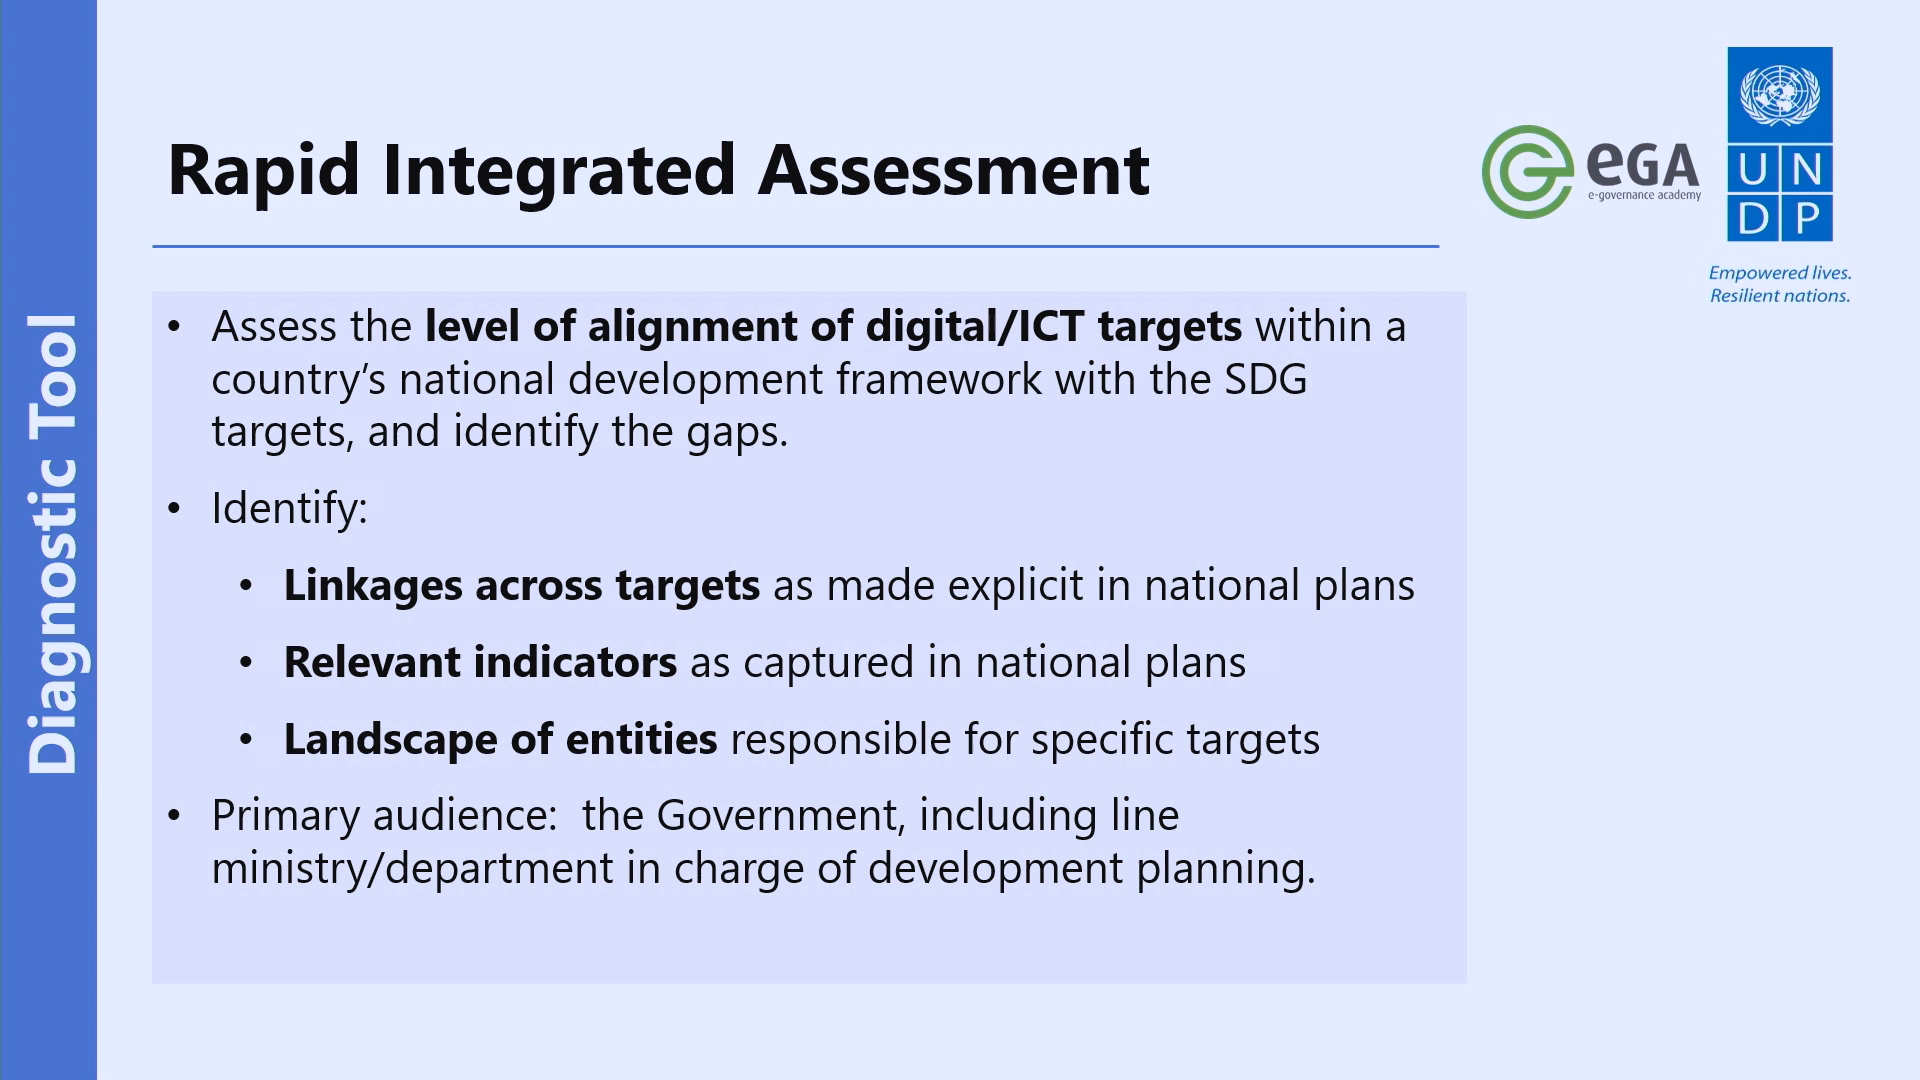 Diagnostic Tool
Rapid Integrated Assessment
eGA
e-governance academy
U N
D P
Empowered lives.
Resilient nations.
• Assess the level of alignment of digital/ICT targets within a
country’s national development framework with the SDG
targets, and identify the gaps.
• Identify:
• Linkages across targets as made explicit in national plans
• Relevant indicators as captured in national plans
• Landscape of entities responsible for specific targets
• Primary audience:  the Government, including line
ministry/department in charge of development planning.